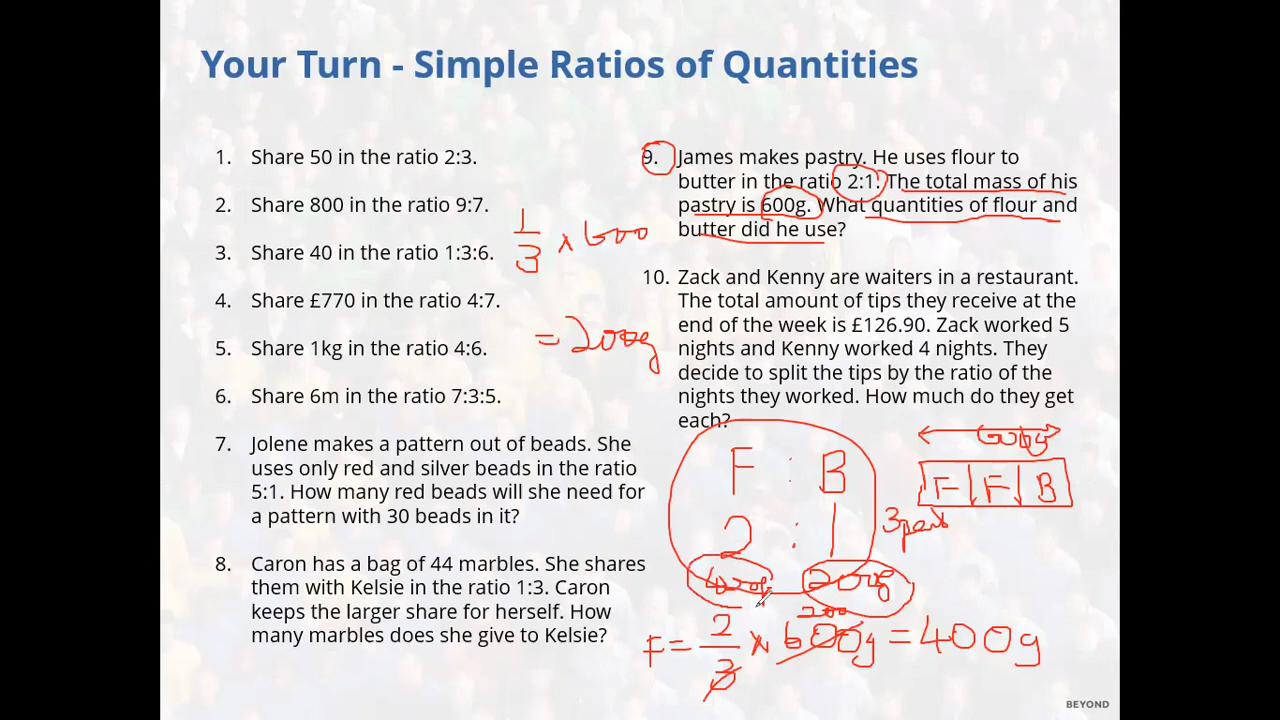 Your Turn - Simple Ratios of Quantities
1. Share 50 in the ratio 2:3.
2. Share 800 in the ratio 9:7.
3. Share 40 in the ratio 1:3:6.
4. Share £770 in the ratio 4:7.
5. Share 1kg in the ratio 4:6.
6. Share 6m in the ratio 7:3:5.
7. Jolene makes a pattern out of beads. She
uses only red and silver beads in the ratio
5:1. How many red beads will she need for
a pattern with 30 beads in it?
8. Caron has a bag of 44 marbles. She shares
them with Kelsie in the ratio 1:3. Caron
keeps the larger share for herself. How
many marbles does she give to Kelsie?
1/3 × 600
= 200g
9. James makes pastry. He uses flour to
butter in the ratio 2:1. The total mass of his
pastry is 600g. What quantities of flour and
butter did he use?
10. Zack and Kenny are waiters in a restaurant.
The total amount of tips they receive at the
end of the week is £126.90. Zack worked 5
nights and Kenny worked 4 nights. They
decide to split the tips by the ratio of the
nights they worked. How much do they get
each?
600g
F F B
F : B
2 : 1
3 parts
400g 200g
200
F = 2/3 × 600g = 400g
BEYOND